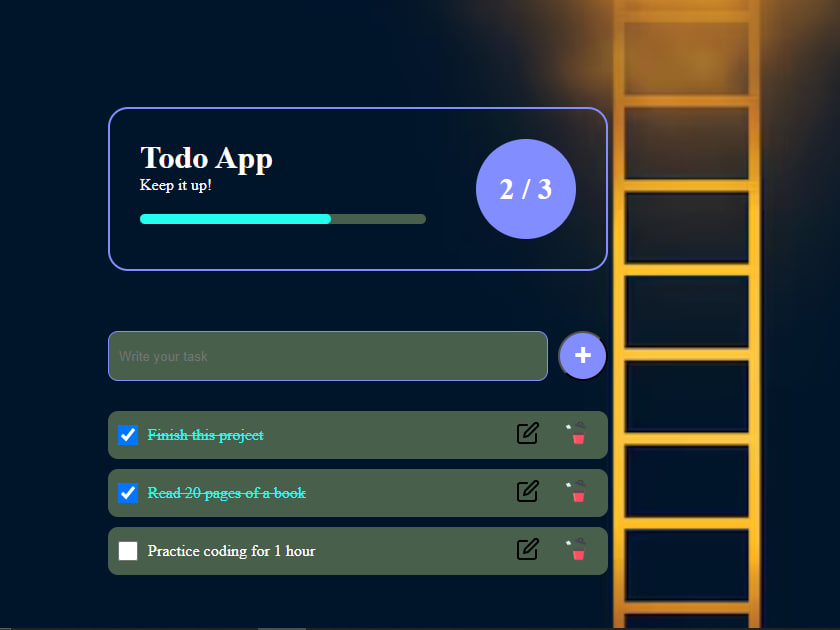 Todo App
Keep it up!
2 / 3
Write your task
+
Finish this project
Read 20 pages of a book
Practice coding for 1 hour